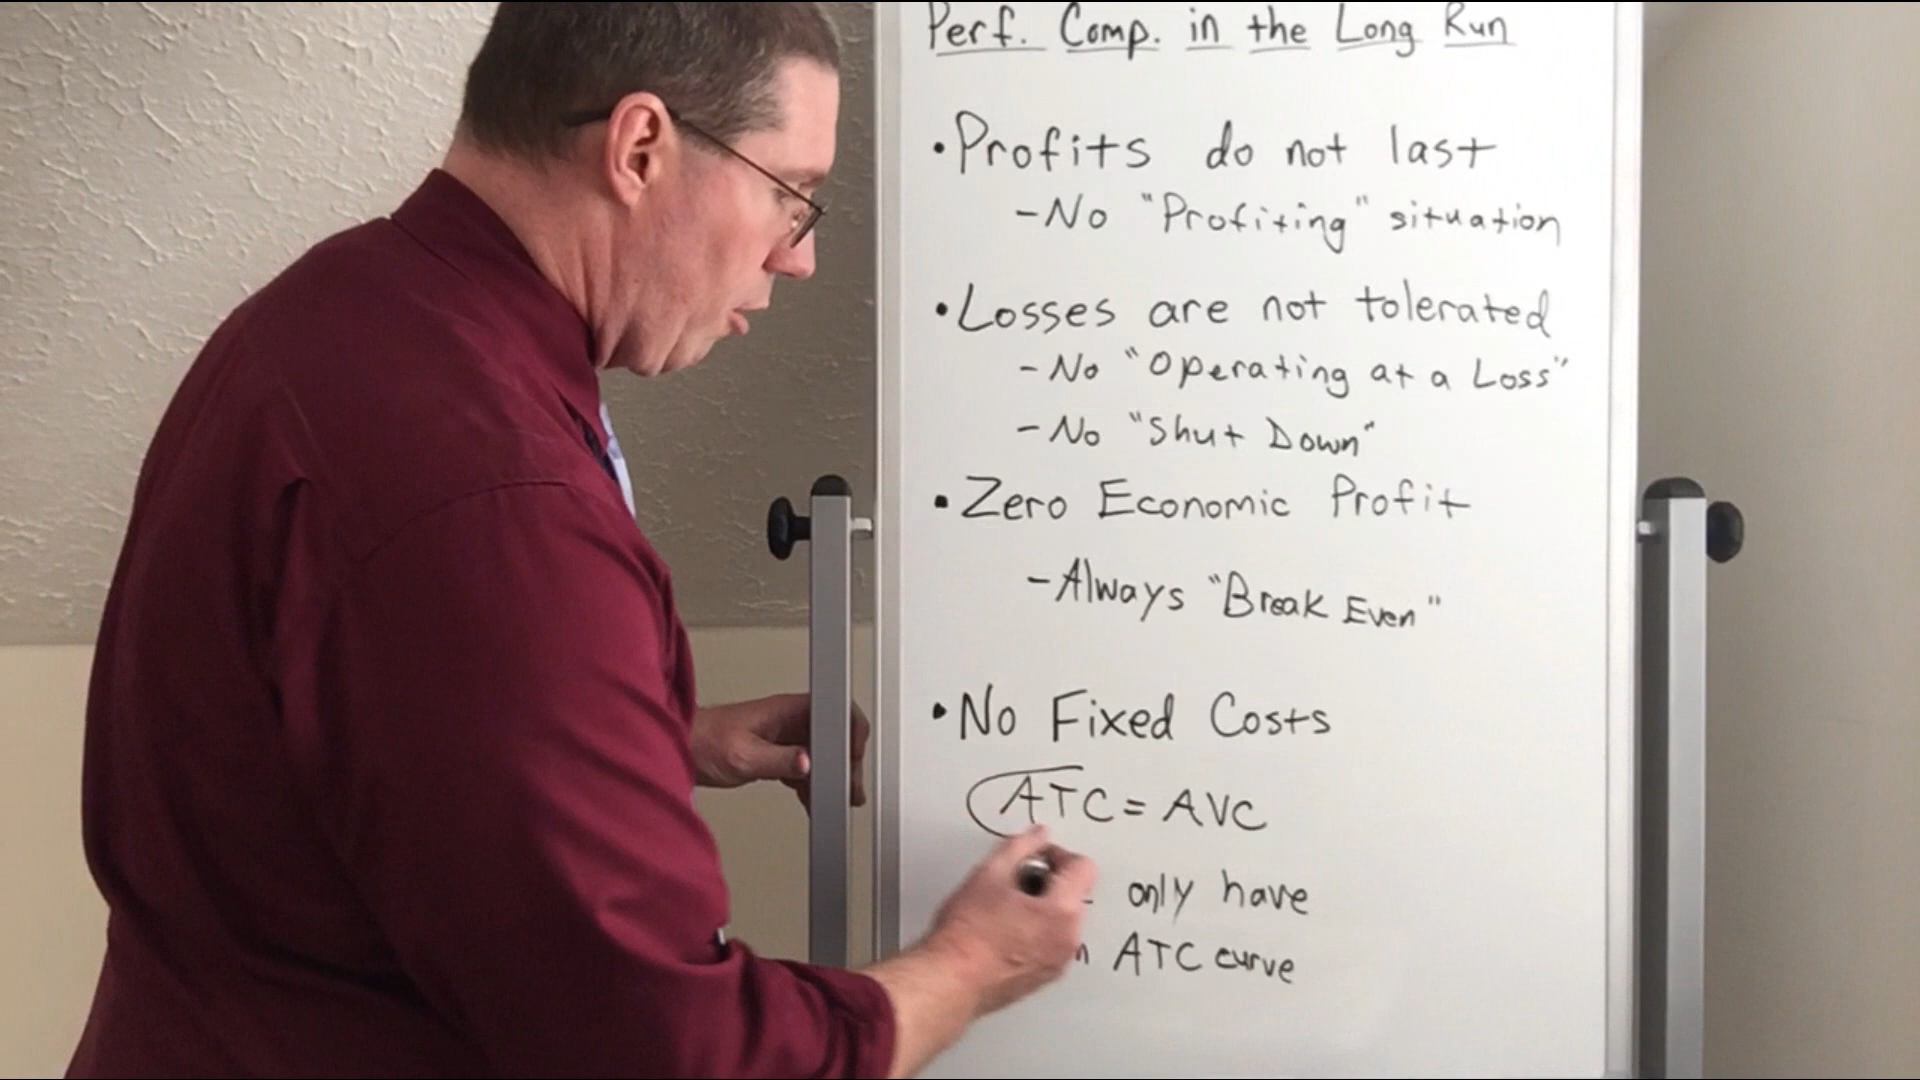 Perf. Comp. in the Long Run
• Profits do not last
- No "Profiting" situation
• Losses are not tolerated
- No "Operating at a Loss"
- No "Shut Down"
• Zero Economic Profit
- Always "Break Even"
• No Fixed Costs
ATC = AVC
only have
ATC curve